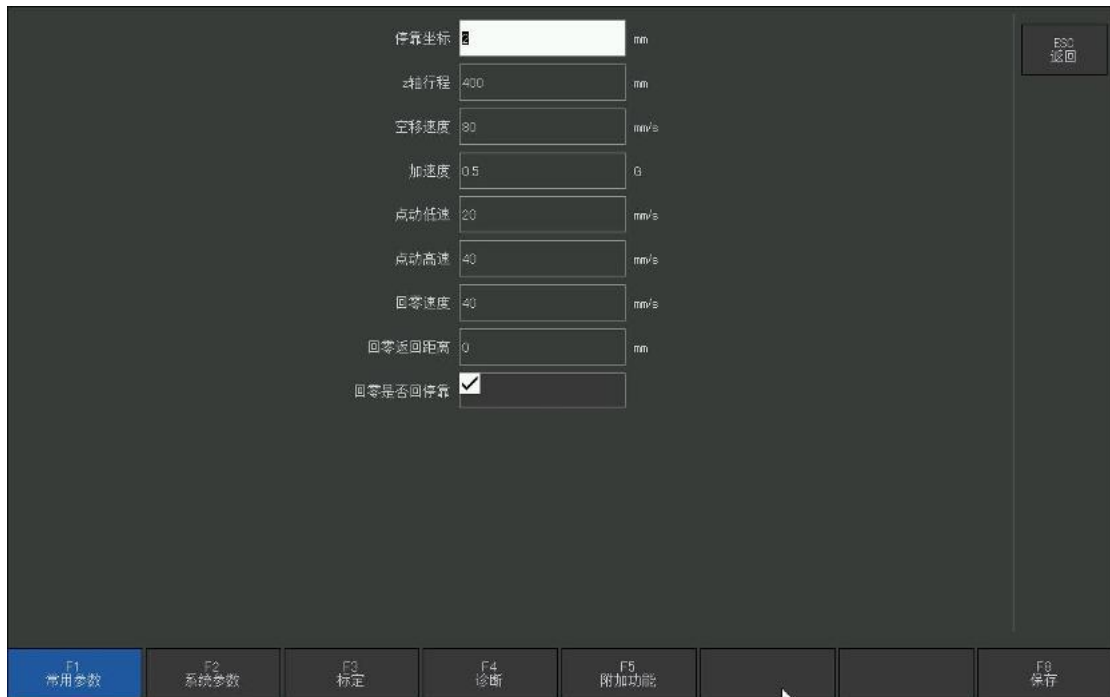 停靠坐标 2 mm
ESC
返回
z轴行程 400 mm
空移速度 80 mm/s
加速度 0.5 G
点动低速 20 mm/s
点动高速 40 mm/s
回零速度 40 mm/s
回零返回距离 0 mm
回零是否回停靠
F1
常用参数
F2
系统参数
F3
标定
F4
诊断
F5
附加功能
F8
保存